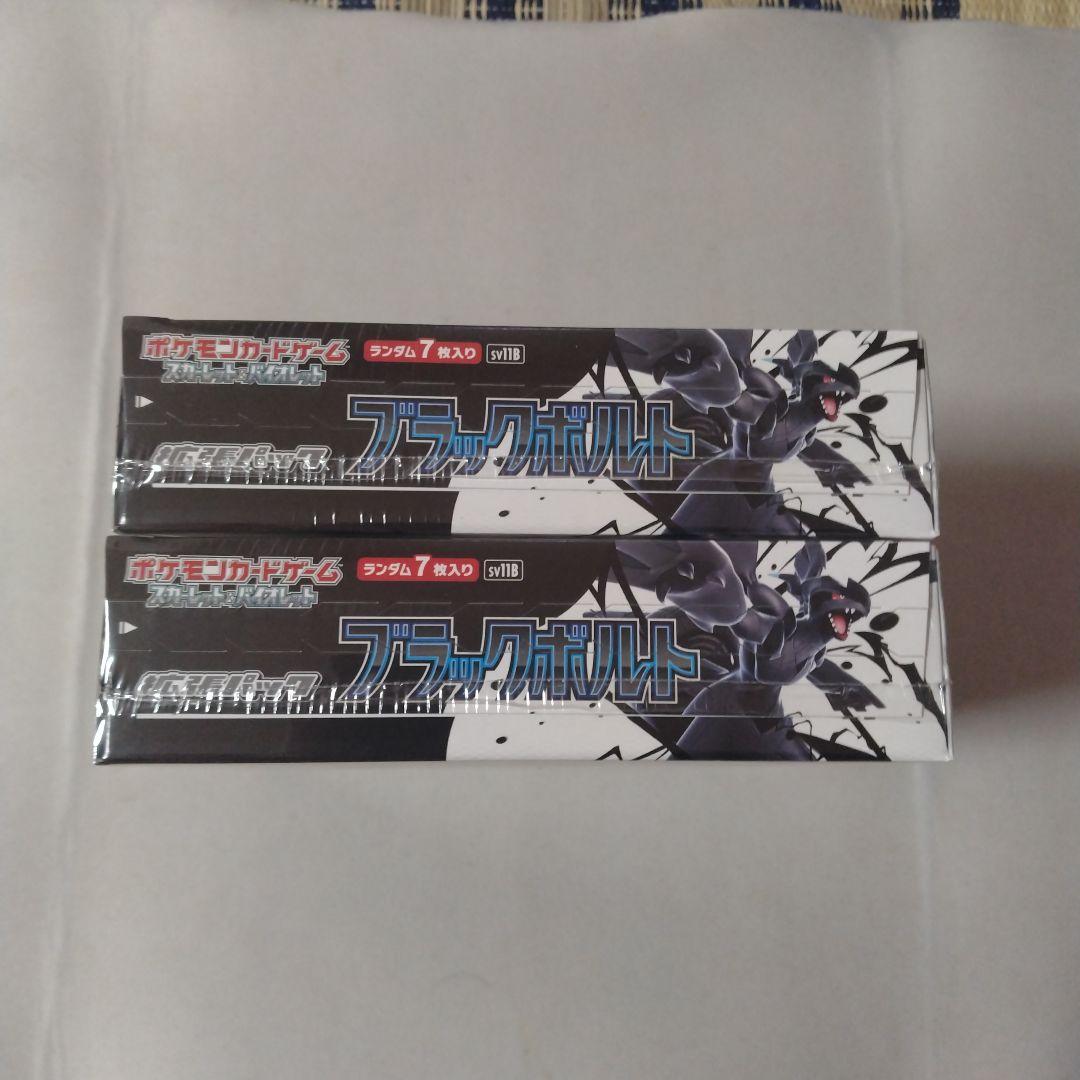 ポケモンカードゲーム
スカーレット&バイオレット
ランダム7枚入り
SV11B
拡張パック
ブラックボルト
ポケモンカードゲーム
スカーレット&バイオレット
ランダム7枚入り
SV11B
拡張パック
ブラックボルト